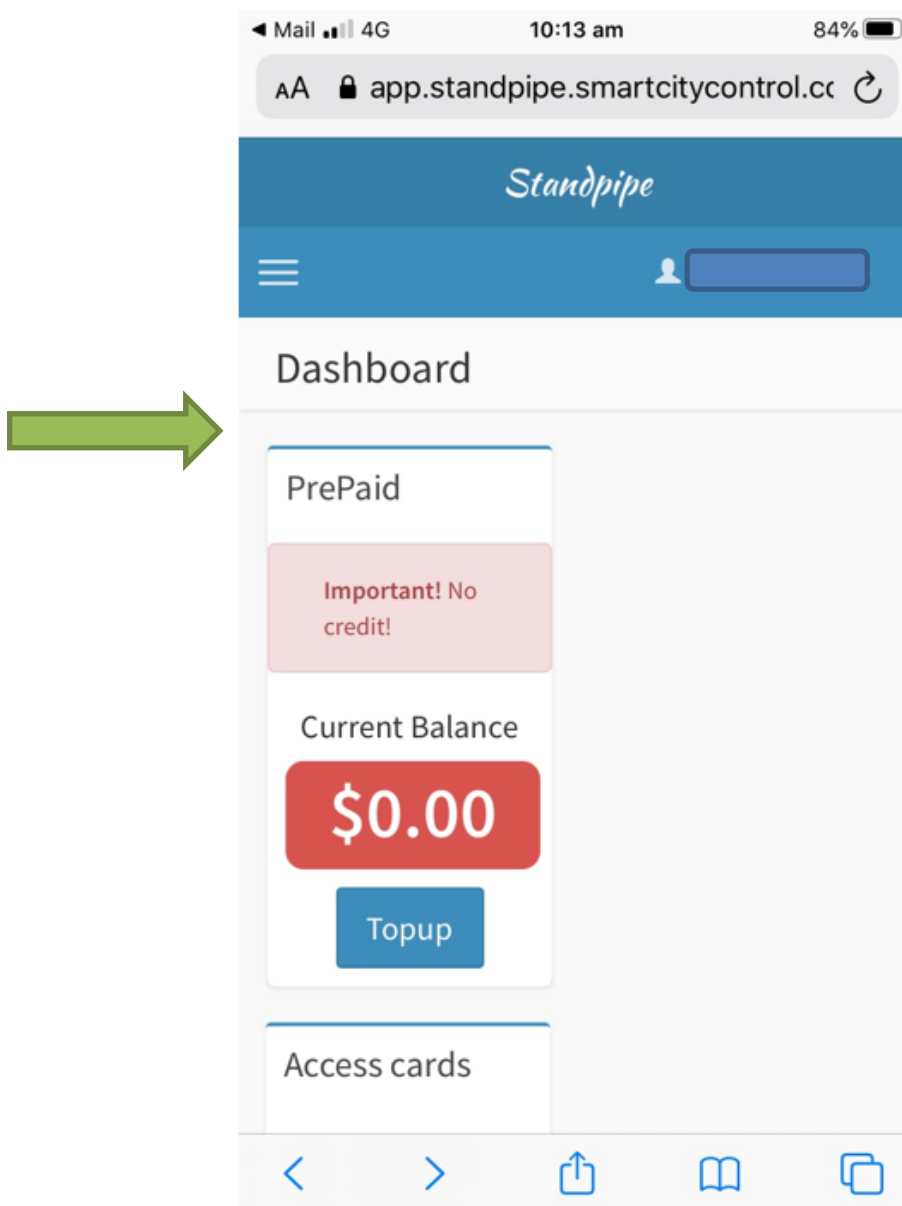 Mail 4G 10:13 am 84%
AA app.standpipe.smartcitycontrol.cc
Standpipe
Dashboard
PrePaid
Important! No
credit!
Current Balance
$0.00
Topup
Access cards